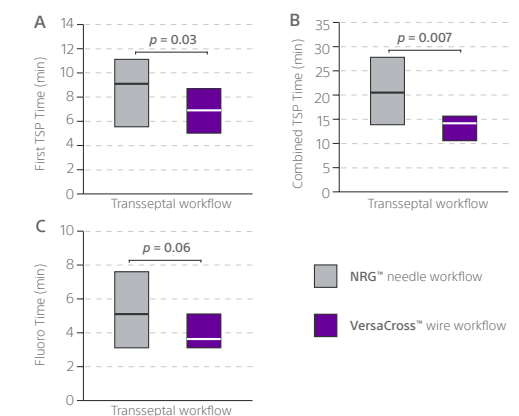 A
First TSP Time (min)
14
12
10
8
6
4
2
0
p = 0.03
Transseptal workflow
B
Combined TSP Time (min)
35
30
25
20
15
10
5
0
p = 0.007
Transseptal workflow
C
Fluoro Time (min)
10
8
6
4
2
0
p = 0.06
Transseptal workflow
NRG™ needle workflow
VersaCross™ wire workflow